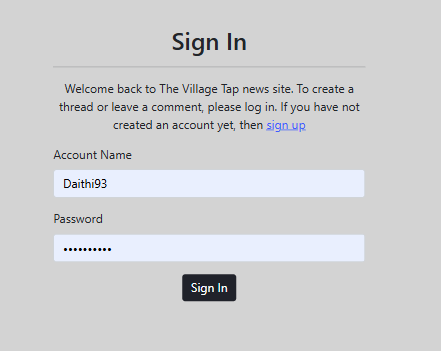 Sign In
Welcome back to The Village Tap news site. To create a
thread or leave a comment, please log in. If you have not
created an account yet, then sign up
Account Name
Daithi93
Password
••••••••••
Sign In